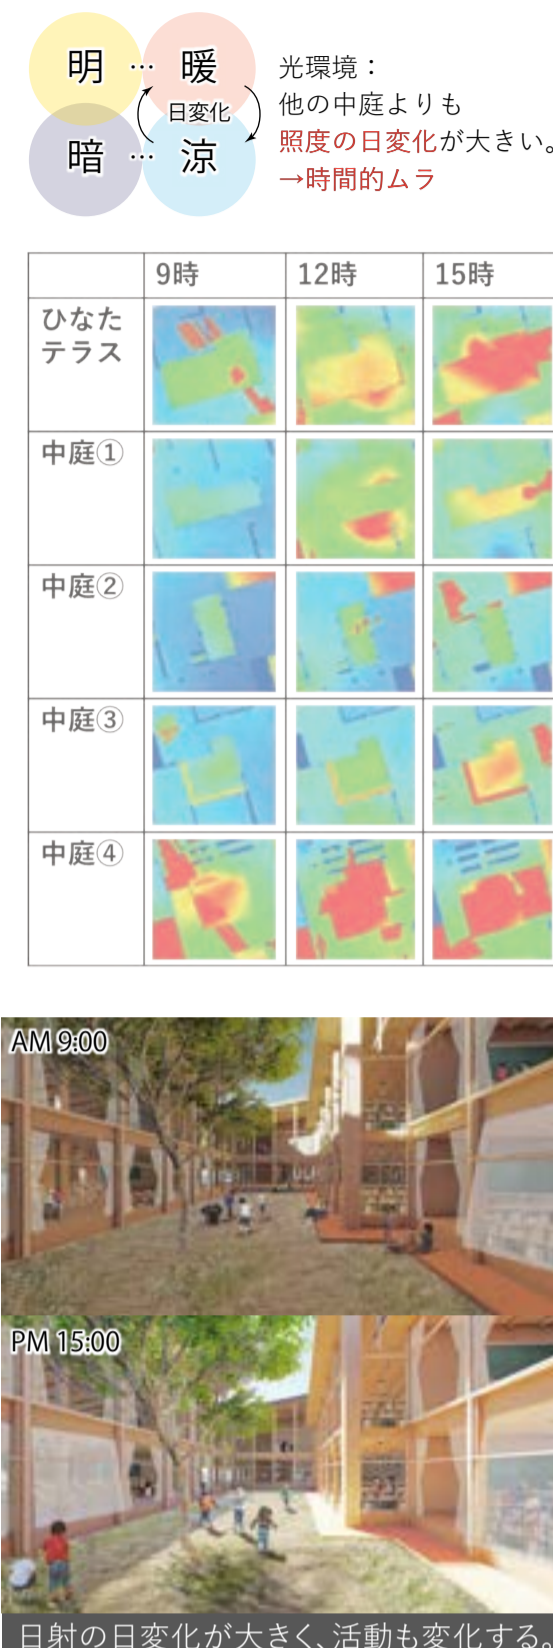 明 … 暖
日変化
暗 … 涼
光環境：
他の中庭よりも
照度の日変化が大きい。
→時間的ムラ
9時 12時 15時
ひなた
テラス
中庭①
中庭②
中庭③
中庭④
AM 9:00
PM 15:00
日射の日変化が大きく、活動も変化する。